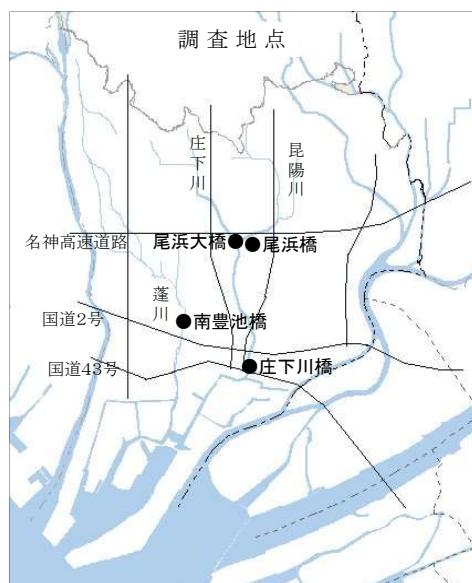 調査地点
庄下川
昆陽川
名神高速道路
尾浜大橋
尾浜橋
蓬川
国道2号
南豊池橋
国道43号
庄下川橋